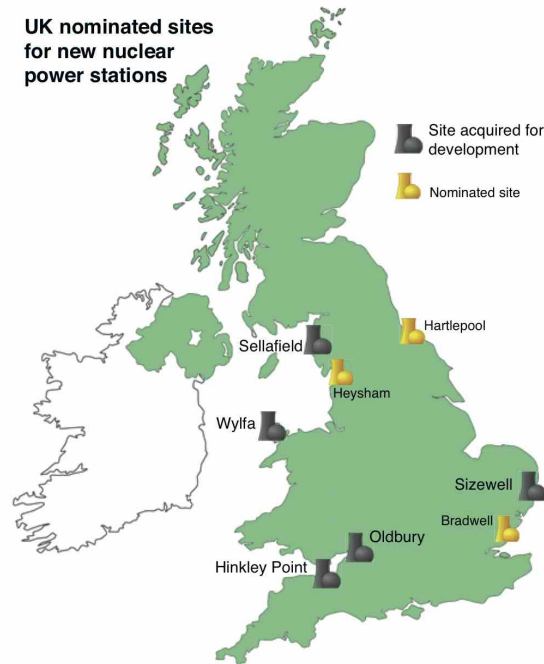 UK nominated sites
for new nuclear
power stations
Site acquired for
development
Nominated site
Hartlepool
Sellafield
Heysham
Wylfa
Sizewell
Bradwell
Oldbury
Hinkley Point